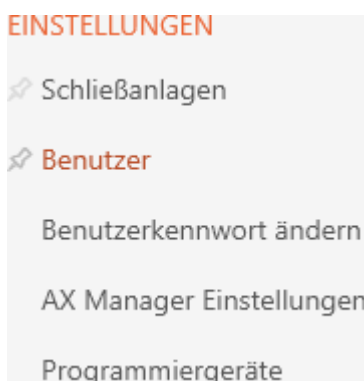 EINSTELLUNGEN
Schließanlagen
Benutzer
Benutzerkennwort ändern
AX Manager Einstellungen
Programmiergeräte